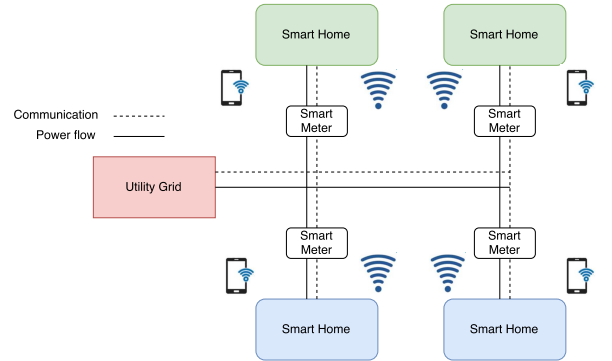 Smart Home
Smart Home
Communication
Power flow
Smart
Meter
Smart
Meter
Utility Grid
Smart
Meter
Smart
Meter
Smart Home
Smart Home